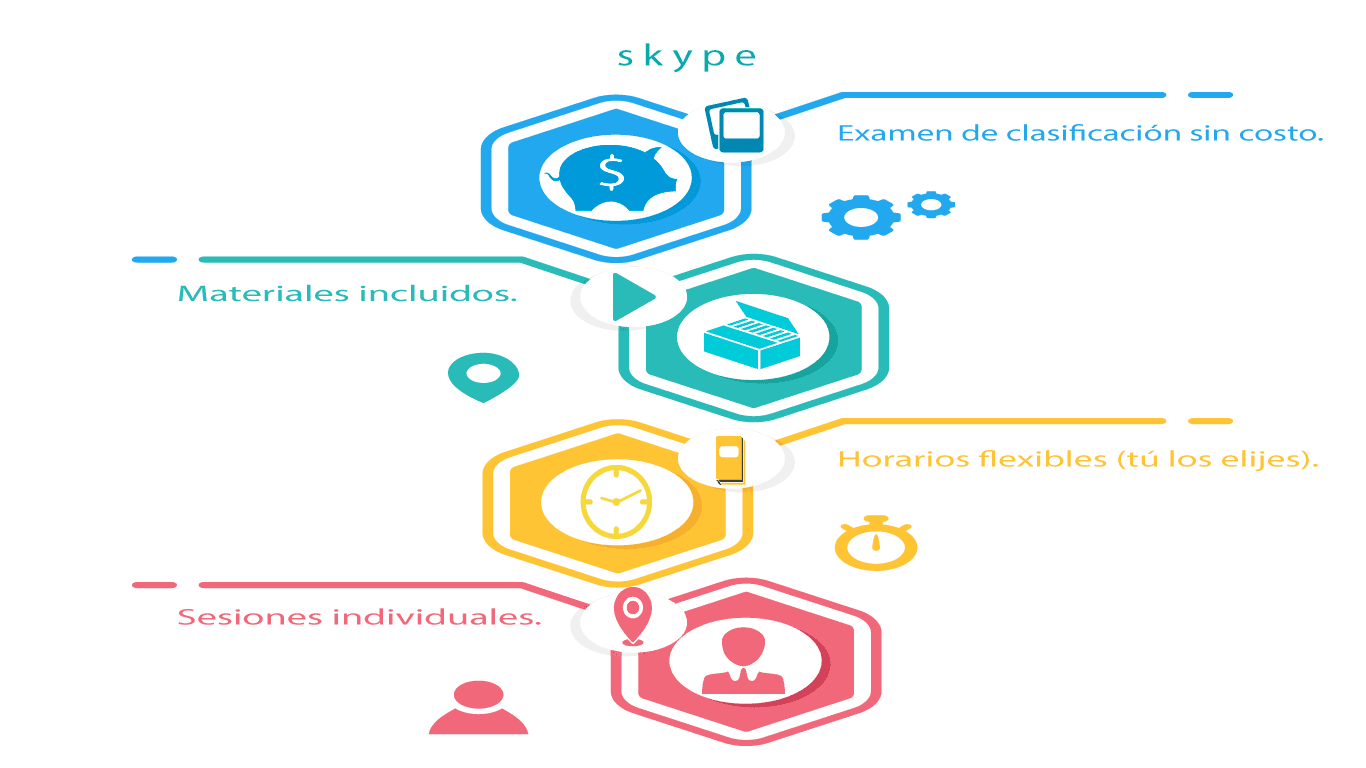 skype
Examen de clasificación sin costo.
$
Materiales incluidos.
Horarios flexibles (tú los elijes).
Sesiones individuales.